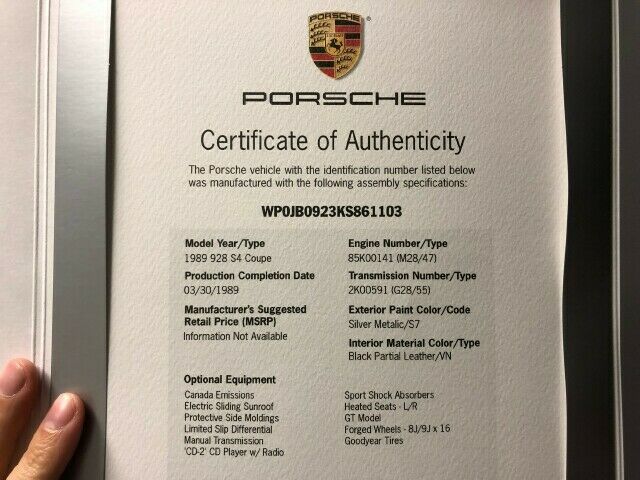 PORSCHE
PORSCHE
Certificate of Authenticity
The Porsche vehicle with the identification number listed below
was manufactured with the following assembly specifications:
WP0JB0923KS861103
Model Year/Type
1989 928 S4 Coupe
Production Completion Date
03/30/1989
Manufacturer's Suggested
Retail Price (MSRP)
Information Not Available
Engine Number/Type
85K00141 (M28/47)
Transmission Number/Type
2K00591 (G28/55)
Exterior Paint Color/Code
Silver Metalic/S7
Interior Material Color/Type
Black Partial Leather/VN
Optional Equipment
Canada Emissions
Electric Sliding Sunroof
Protective Side Moldings
Limited Slip Differential
Manual Transmission
'CD-2' CD Player w/ Radio
Sport Shock Absorbers
Heated Seats - L/R
GT Model
Forged Wheels - 8J/9J x 16
Goodyear Tires